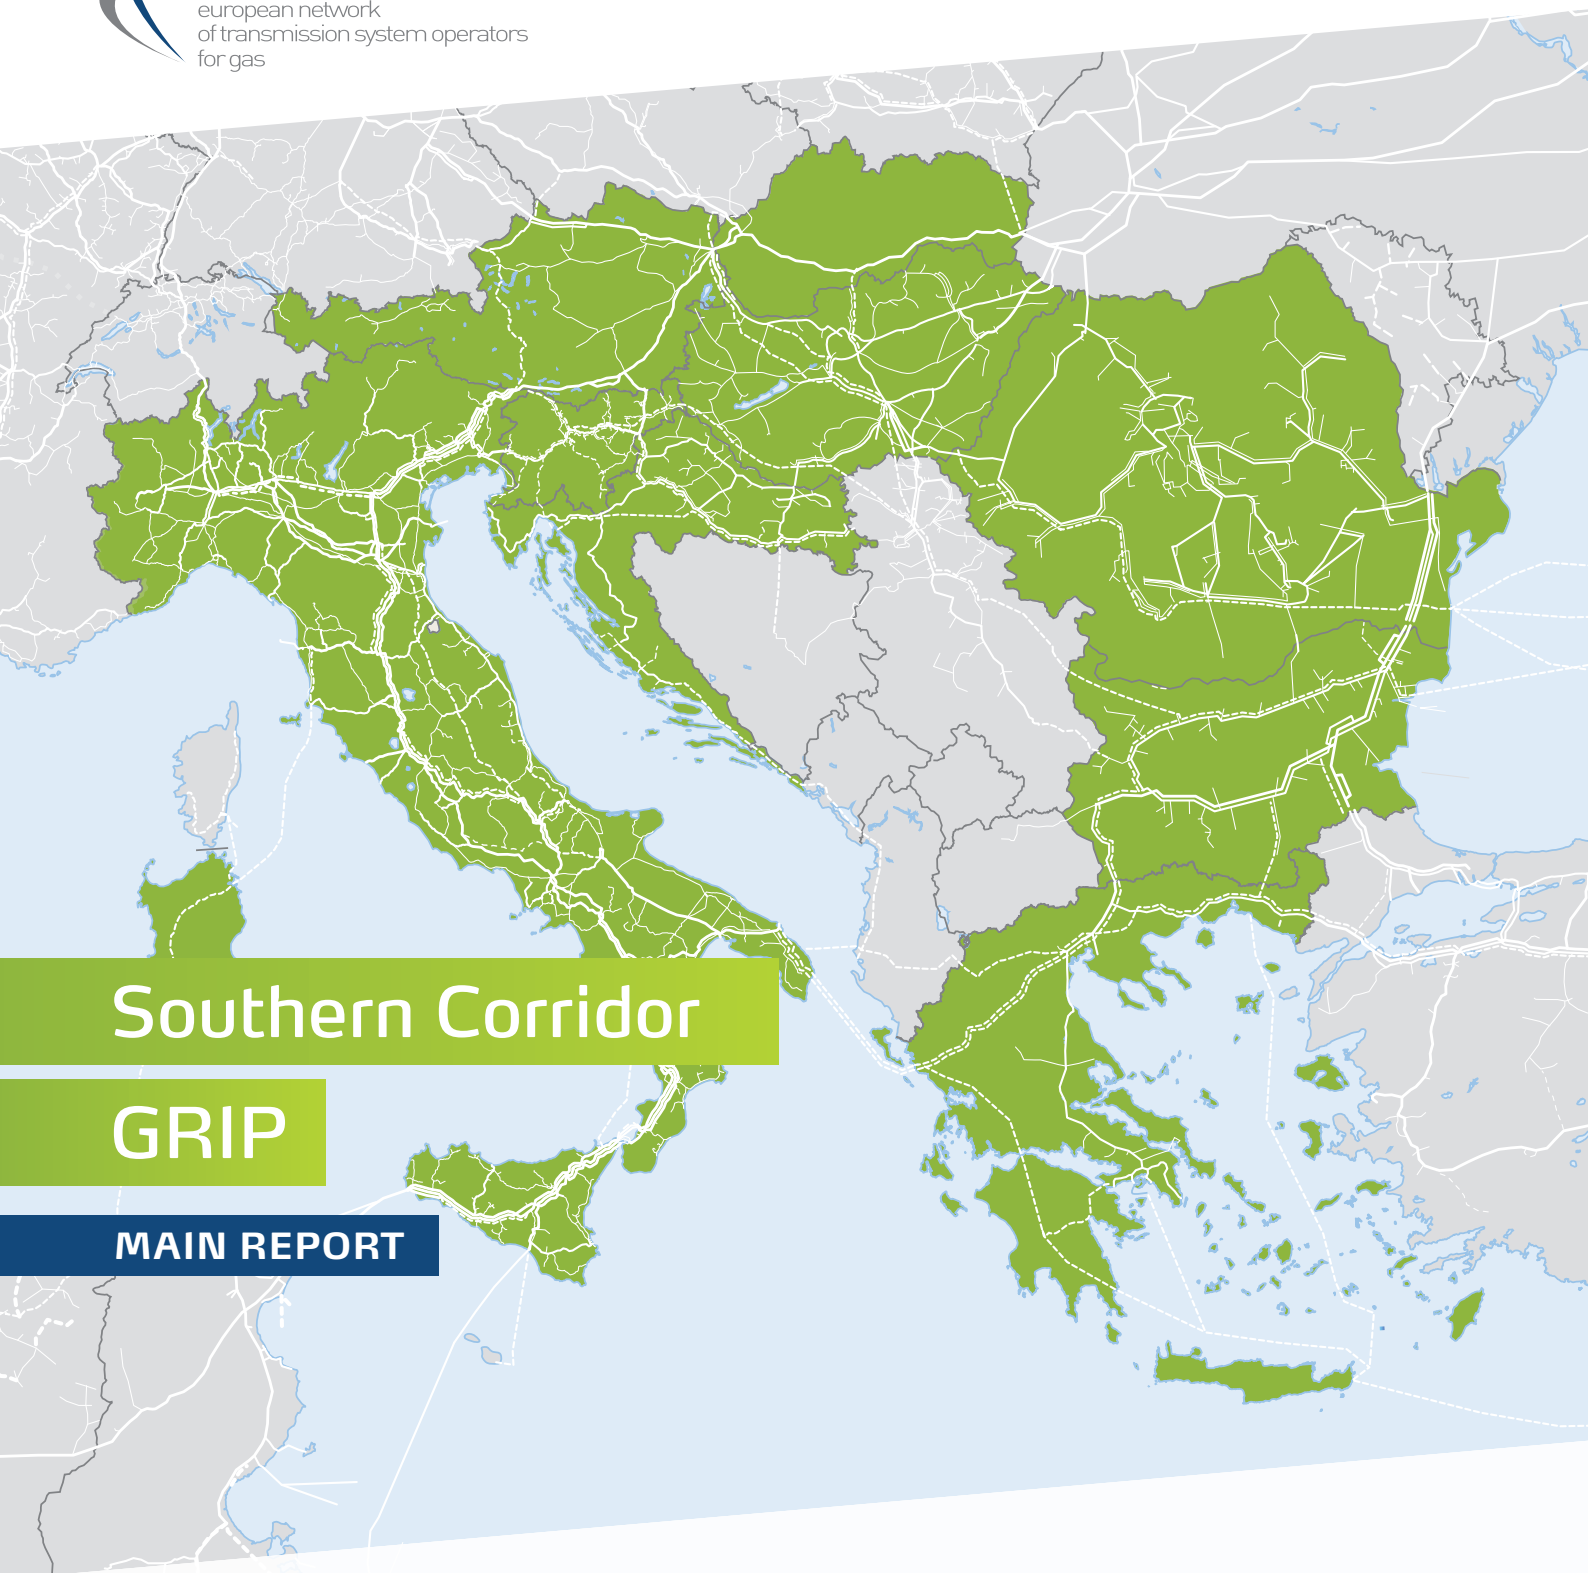 european network
of transmission system operators
for gas
Southern Corridor
GRIP
MAIN REPORT